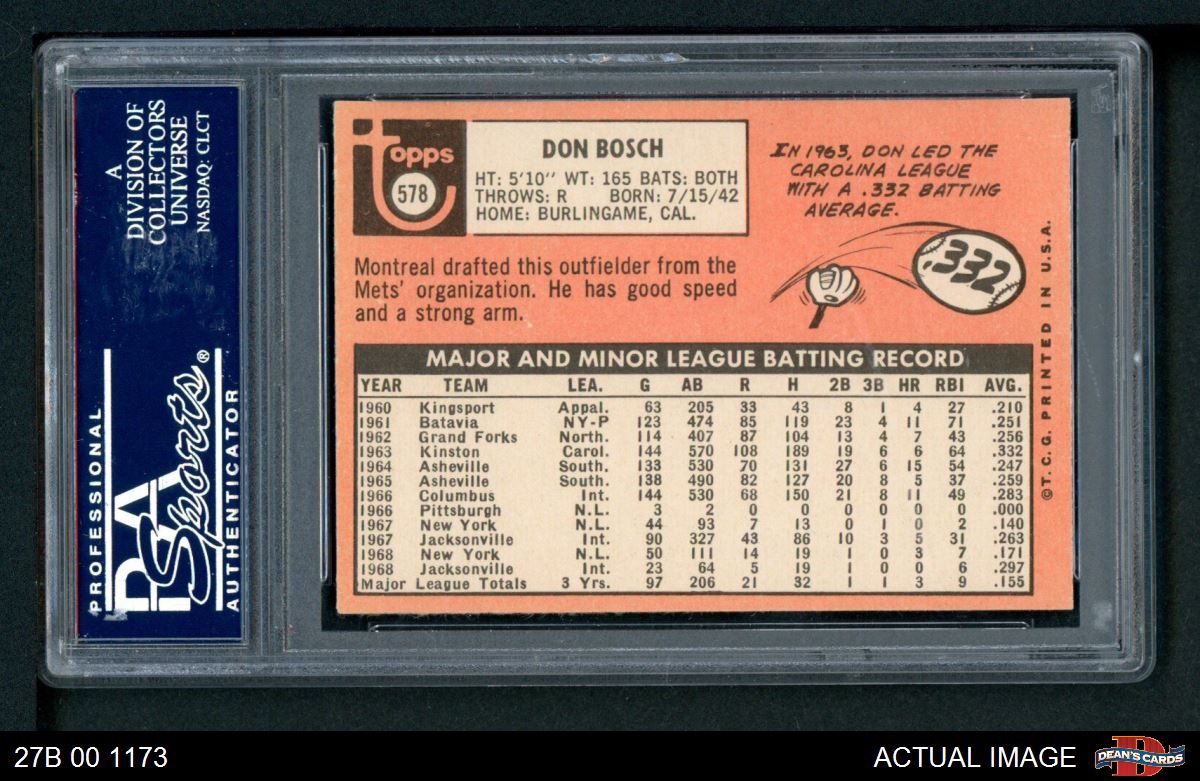 A
DIVISION OF
COLLECTORS
UNIVERSE
NASDAQ: CLCT
PROFESSIONAL
PSA
Sports®
AUTHENTICATOR
topps
578
DON BOSCH
HT: 5'10" WT: 165 BATS: BOTH
THROWS: R BORN: 7/15/42
HOME: BURLINGAME, CAL.
Montreal drafted this outfielder from the
Mets' organization. He has good speed
and a strong arm.
IN 1963, DON LED THE
CAROLINA LEAGUE
WITH A .332 BATTING
AVERAGE.
.332
MAJOR AND MINOR LEAGUE BATTING RECORD
YEAR TEAM LEA. G AB R H 2B 3B HR RBI AVG.
1960 Kingsport Appal. 63 205 33 43 8 1 4 27 .210
1961 Batavia NY-P 123 474 85 119 23 4 11 71 .251
1962 Grand Forks North. 114 407 87 104 13 4 7 43 .256
1963 Kinston Carol. 144 570 108 189 19 6 6 64 .332
1964 Asheville South. 133 530 70 131 27 6 15 54 .247
1965 Asheville South. 138 490 82 127 20 8 5 37 .259
1966 Columbus Int. 144 530 68 150 21 8 11 49 .283
1966 Pittsburgh N.L. 3 2 0 0 0 0 0 0 .000
1967 New York N.L. 44 93 7 13 0 1 0 2 .140
1967 Jacksonville Int. 90 327 43 86 10 3 5 31 .263
1968 New York N.L. 50 111 14 19 1 0 3 7 .171
1968 Jacksonville Int. 23 64 5 19 1 0 0 6 .297
Major League Totals 3 Yrs. 97 206 21 32 1 1 3 9 .155
©T.C.G. PRINTED IN U.S.A.
27B 00 1173
ACTUAL IMAGE
D
DEAN'S CARDS